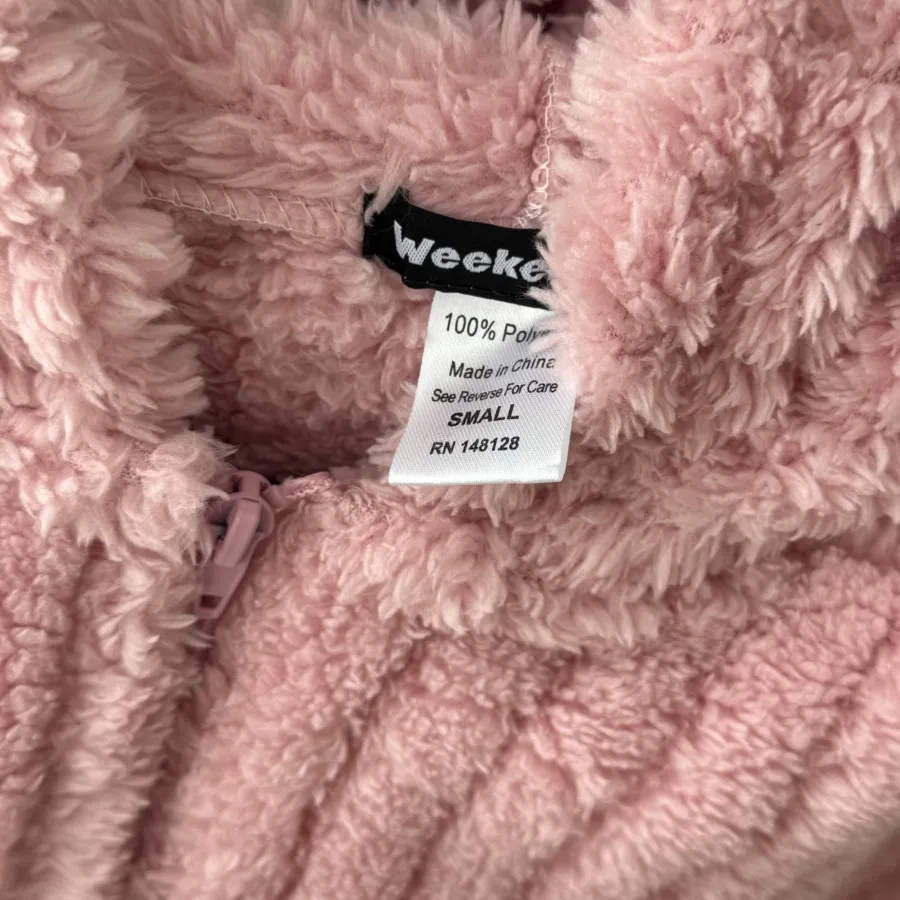 Weeke
100% Poly
Made in China
See Reverse For Care
SMALL
RN 148128